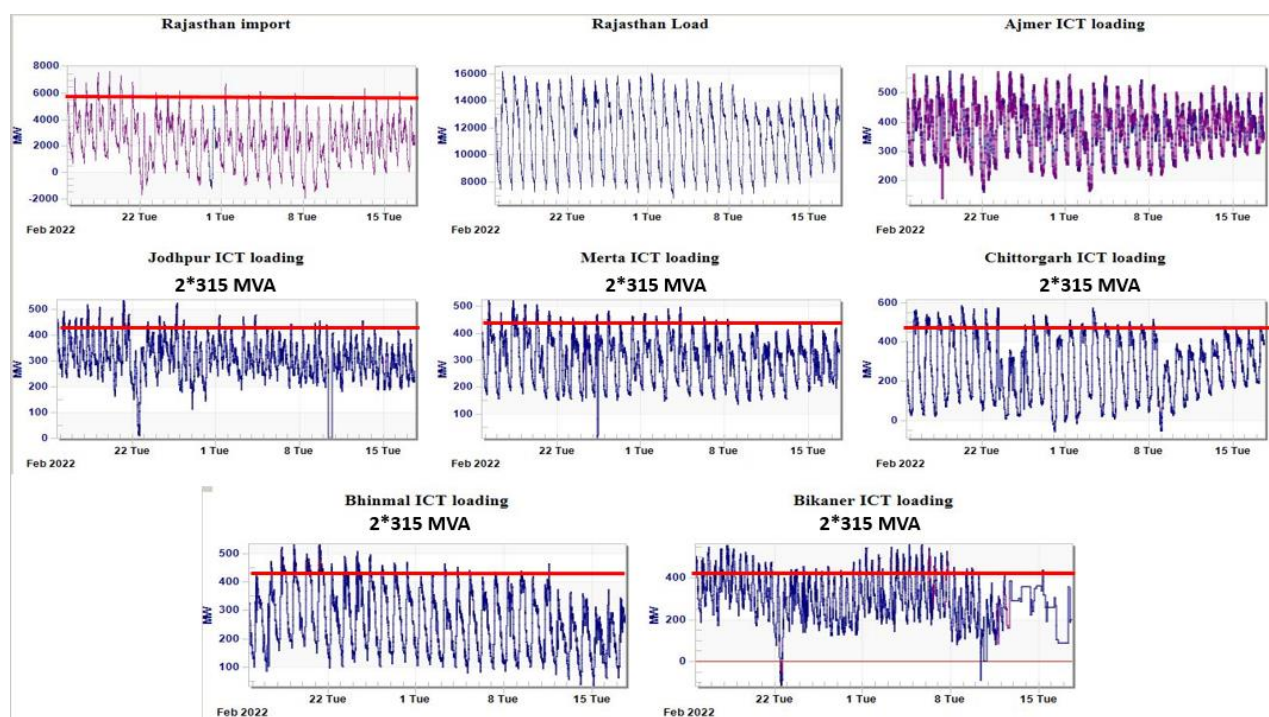 Rajasthan import
8000
6000
4000
2000
0
-2000
MW
22 Tue 1 Tue 8 Tue 15 Tue
Feb 2022
Rajasthan Load
16000
14000
12000
10000
8000
MW
22 Tue 1 Tue 8 Tue 15 Tue
Feb 2022
Ajmer ICT loading
500
400
300
200
MW
22 Tue 1 Tue 8 Tue 15 Tue
Feb 2022
Jodhpur ICT loading
2*315 MVA
500
400
300
200
100
0
MW
22 Tue 1 Tue 8 Tue 15 Tue
Feb 2022
Merta ICT loading
2*315 MVA
500
400
300
200
100
MW
22 Tue 1 Tue 8 Tue 15 Tue
Feb 2022
Chittorgarh ICT loading
2*315 MVA
600
400
200
0
MW
22 Tue 1 Tue 8 Tue 15 Tue
Feb 2022
Bhinmal ICT loading
2*315 MVA
500
400
300
200
100
MW
22 Tue 1 Tue 8 Tue 15 Tue
Feb 2022
Bikaner ICT loading
2*315 MVA
400
200
0
MW
22 Tue 1 Tue 8 Tue 15 Tue
Feb 2022